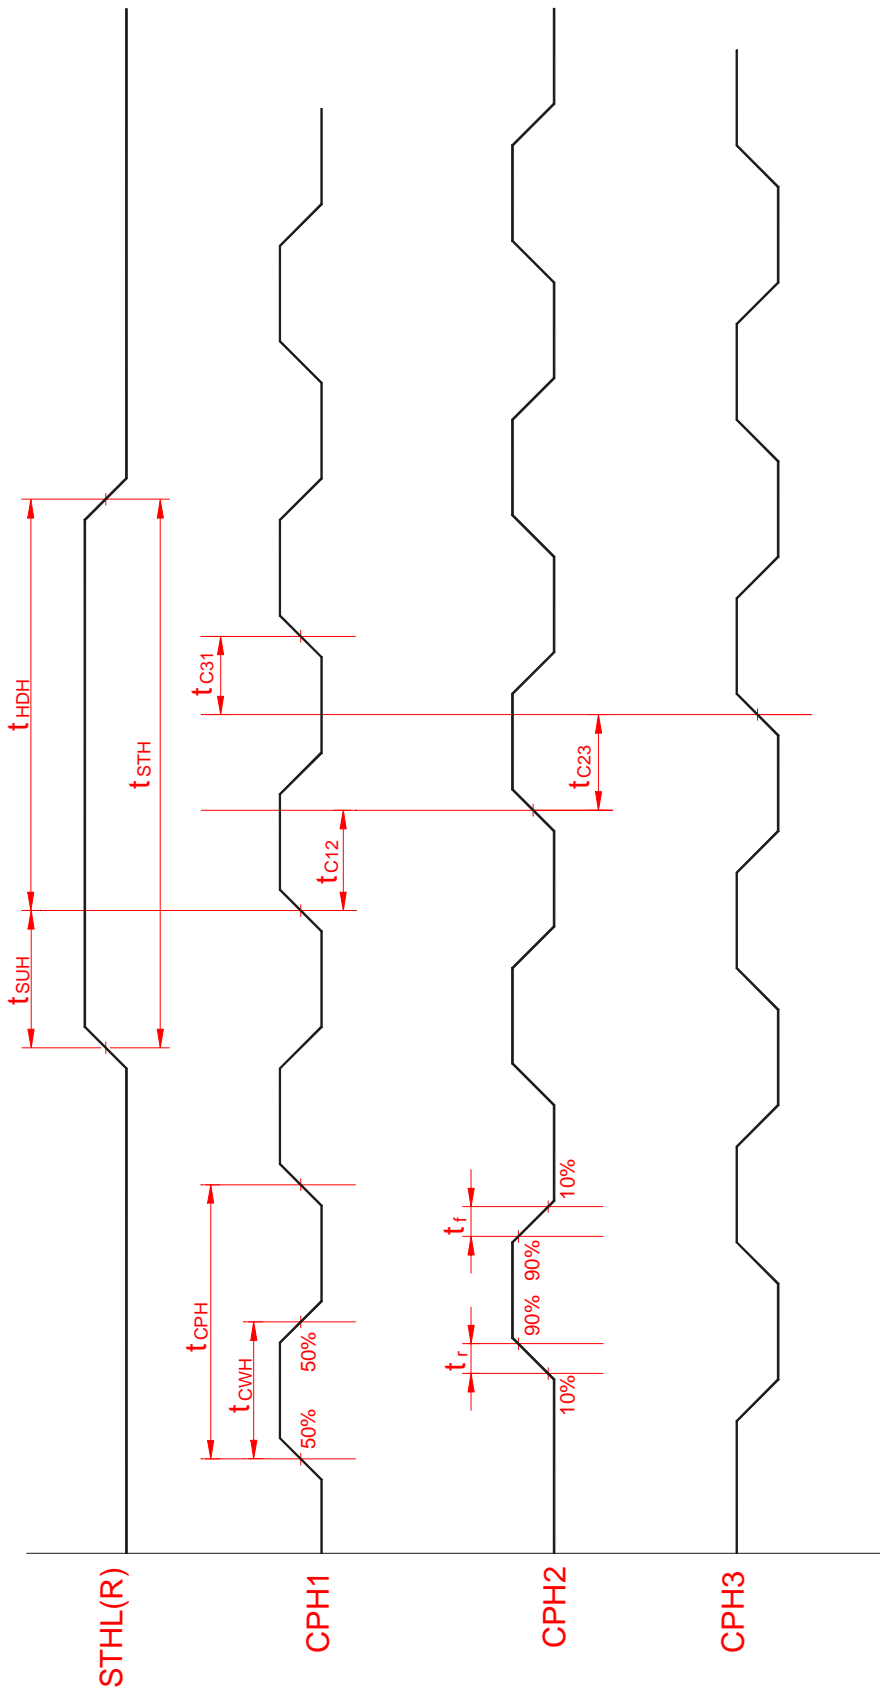 STHL(R)
tSUH
tHDH
tSTH
CPH1
tCPH
tCWH
50%
50%
tC12
tC31
CPH2
tr
tf
10%
90%
90%
10%
tC23
CPH3